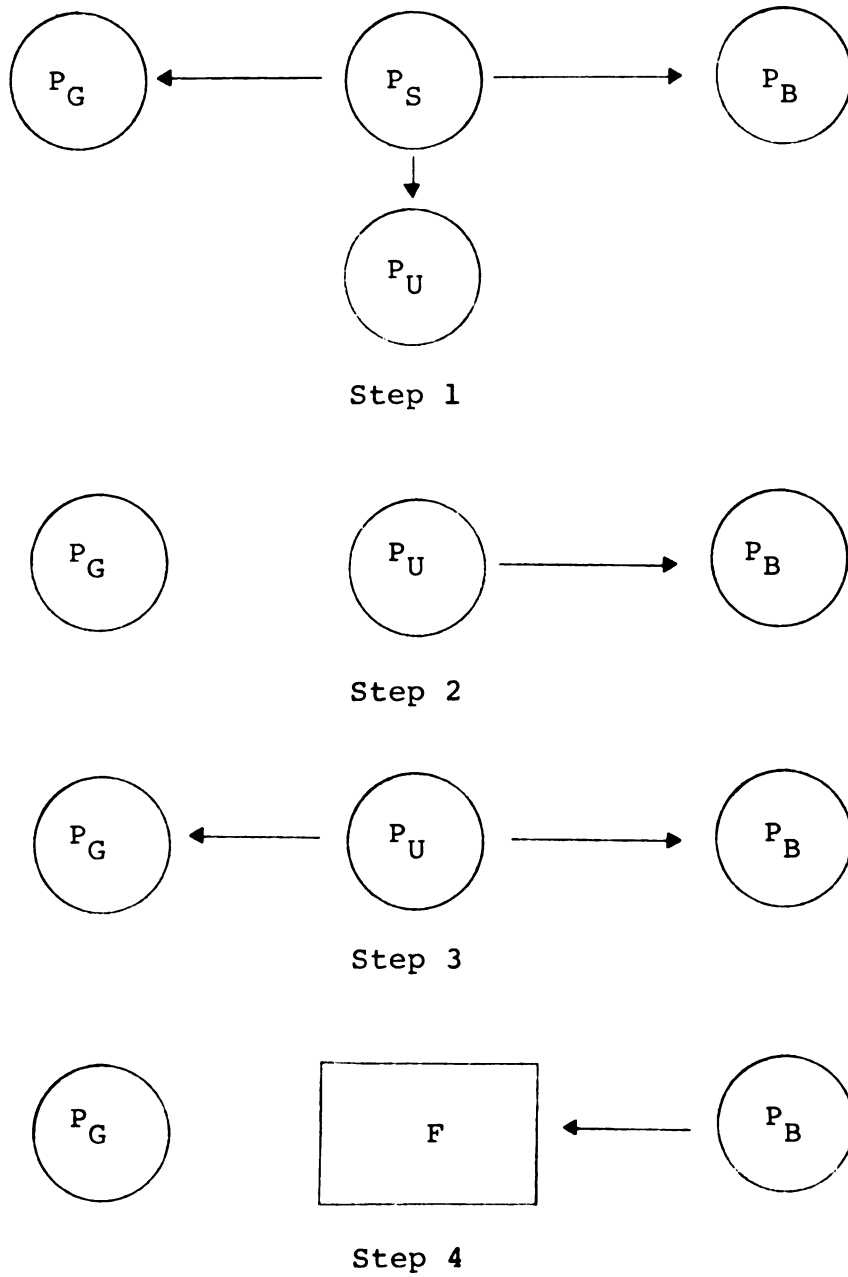 P_G P_S P_B
P_U
Step 1
P_G P_U P_B
Step 2
P_G P_U P_B
Step 3
P_G F P_B
Step 4